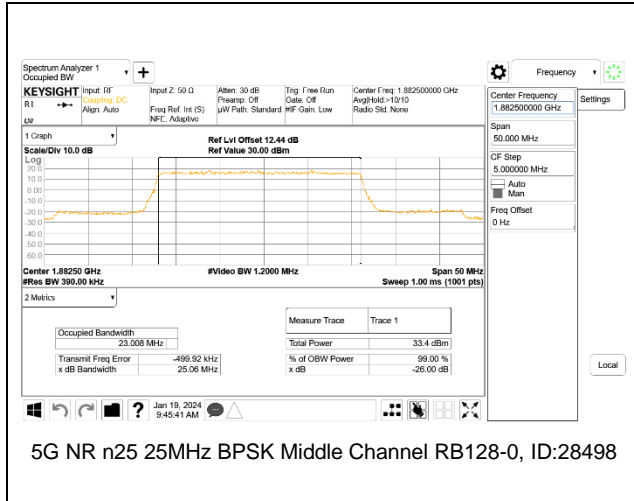 Spectrum Analyzer 1
Occupied BW
Frequency
KEYSIGHT
Input: RF
Coupling: DC
Align: Auto
Input Z: 50 Ω
Freq Ref: Int (S)
NFE: Adaptive
Atten: 30 dB
Preamp: Off
µW Path: Standard
Trig: Free Run
Gate: Off
#IF Gain: Low
Center Freq: 1.882500000 GHz
Avg|Hold:>10/10
Radio Std: None
Center Frequency
1.882500000 GHz
Settings
Span
50.000 MHz
CF Step
5.000000 MHz
Auto
Man
Freq Offset
0 Hz
Local
1 Graph
Scale/Div 10.0 dB
Ref Lvl Offset 12.44 dB
Ref Value 30.00 dBm
Log
20.0
10.0
0.00
-10.0
-20.0
-30.0
-40.0
-50.0
-60.0
Center 1.88250 GHz
#Res BW 390.00 kHz
#Video BW 1.2000 MHz
Span 50 MHz
Sweep 1.00 ms (1001 pts)
2 Metrics
Measure Trace
Trace 1
Occupied Bandwidth
23.008 MHz
Total Power
33.4 dBm
Transmit Freq Error
-499.92 kHz
% of OBW Power
99.00 %
x dB Bandwidth
25.06 MHz
x dB
-26.00 dB
?
Jan 19, 2024
9:45:41 AM
5G NR n25 25MHz BPSK Middle Channel RB128-0, ID:28498